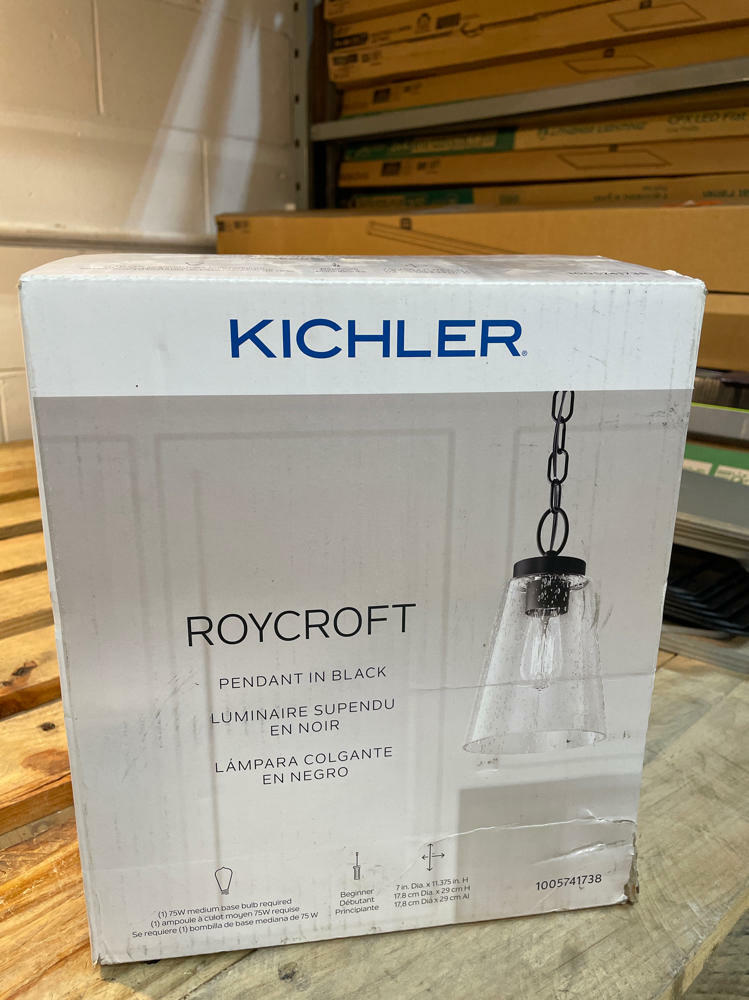 1005741738
KICHLER®
ROYCROFT
PENDANT IN BLACK
LUMINAIRE SUPENDU
EN NOIR
LÁMPARA COLGANTE
EN NEGRO
(1) 75W medium base bulb required
(1) ampoule à culot moyen 75W requise
Se requiere (1) bombilla de base mediana de 75 W
Beginner
Débutant
Principiante
7 in. Dia. x 11.375 in. H
17.8 cm Dia. x 29 cm H
17,8 cm Diá x 29 cm Al
1005741738